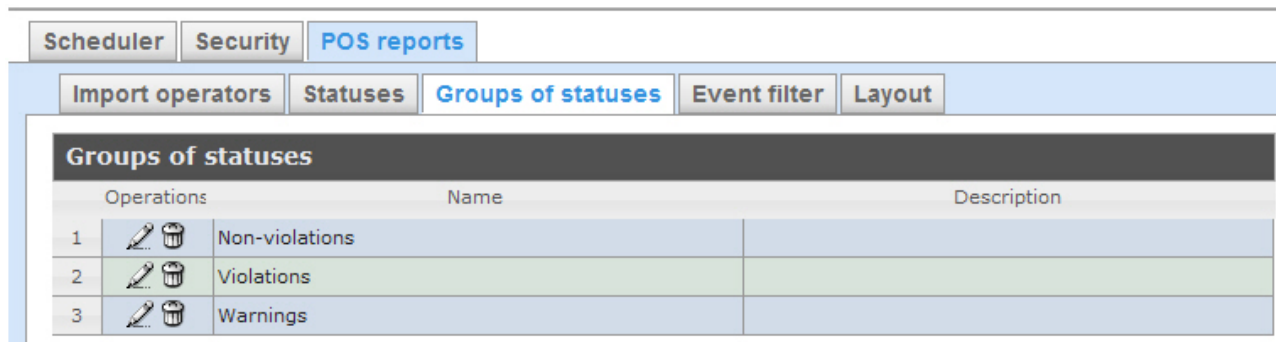 Scheduler Security POS reports
Import operators Statuses Groups of statuses Event filter Layout
Groups of statuses
Operations Name Description
1 Non-violations
2 Violations
3 Warnings